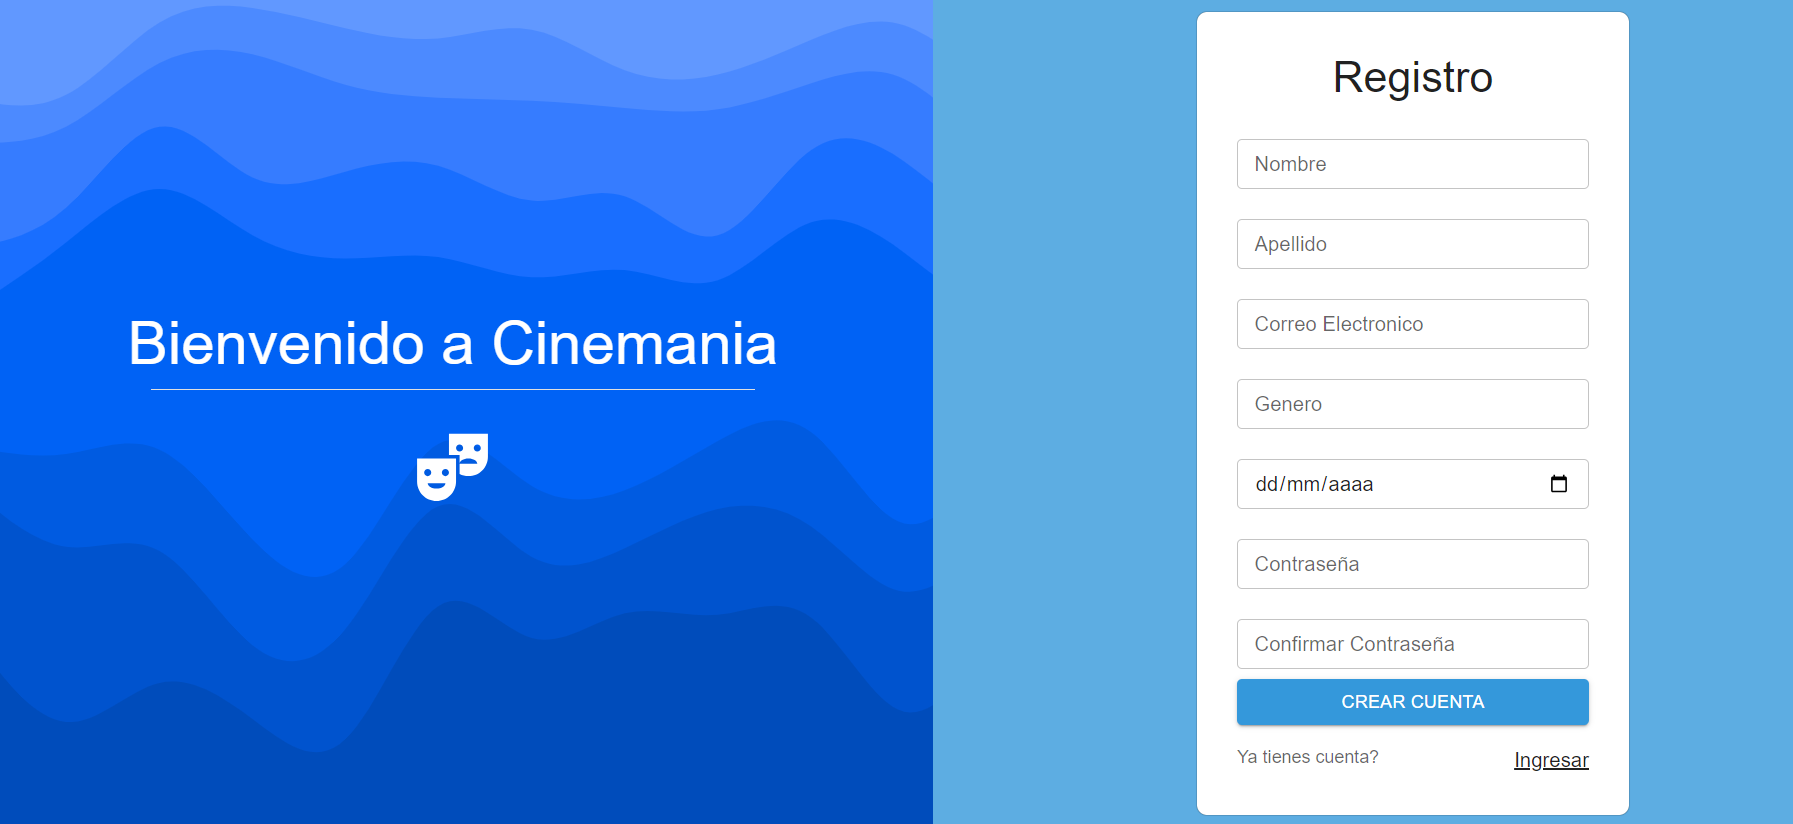 Bienvenido a Cinemania
Registro
Nombre
Apellido
Correo Electronico
Genero
dd/mm/aaaa
Contraseña
Confirmar Contraseña
CREAR CUENTA
Ya tienes cuenta?
Ingresar